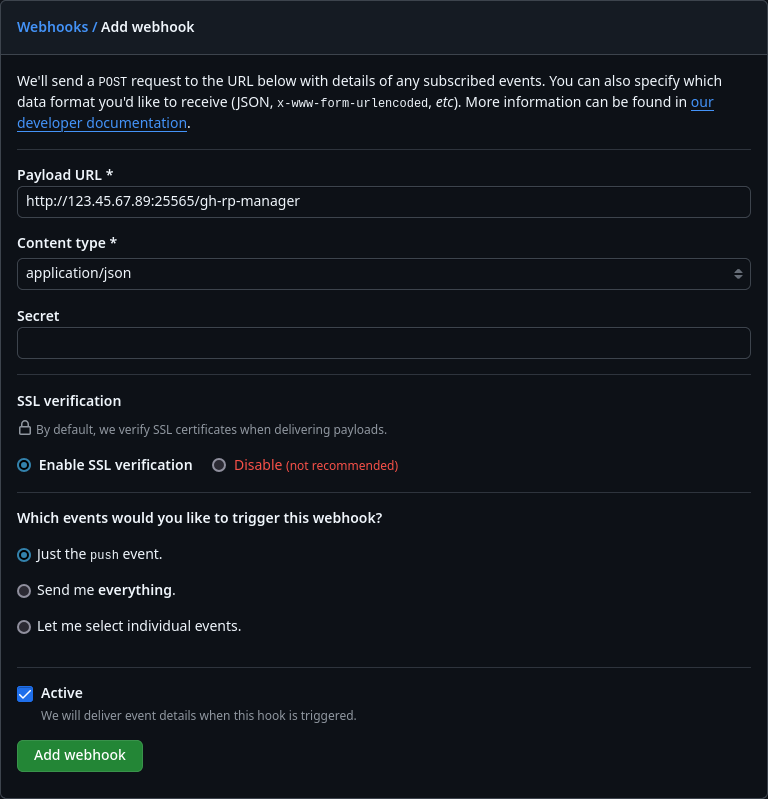 Webhooks / Add webhook
We'll send a POST request to the URL below with details of any subscribed events. You can also specify which
data format you'd like to receive (JSON, x-www-form-urlencoded, etc). More information can be found in our
developer documentation.
Payload URL *
http://123.45.67.89:25565/gh-rp-manager
Content type *
application/json
Secret
SSL verification
By default, we verify SSL certificates when delivering payloads.
Enable SSL verification Disable (not recommended)
Which events would you like to trigger this webhook?
Just the push event.
Send me everything.
Let me select individual events.
Active
We will deliver event details when this hook is triggered.
Add webhook